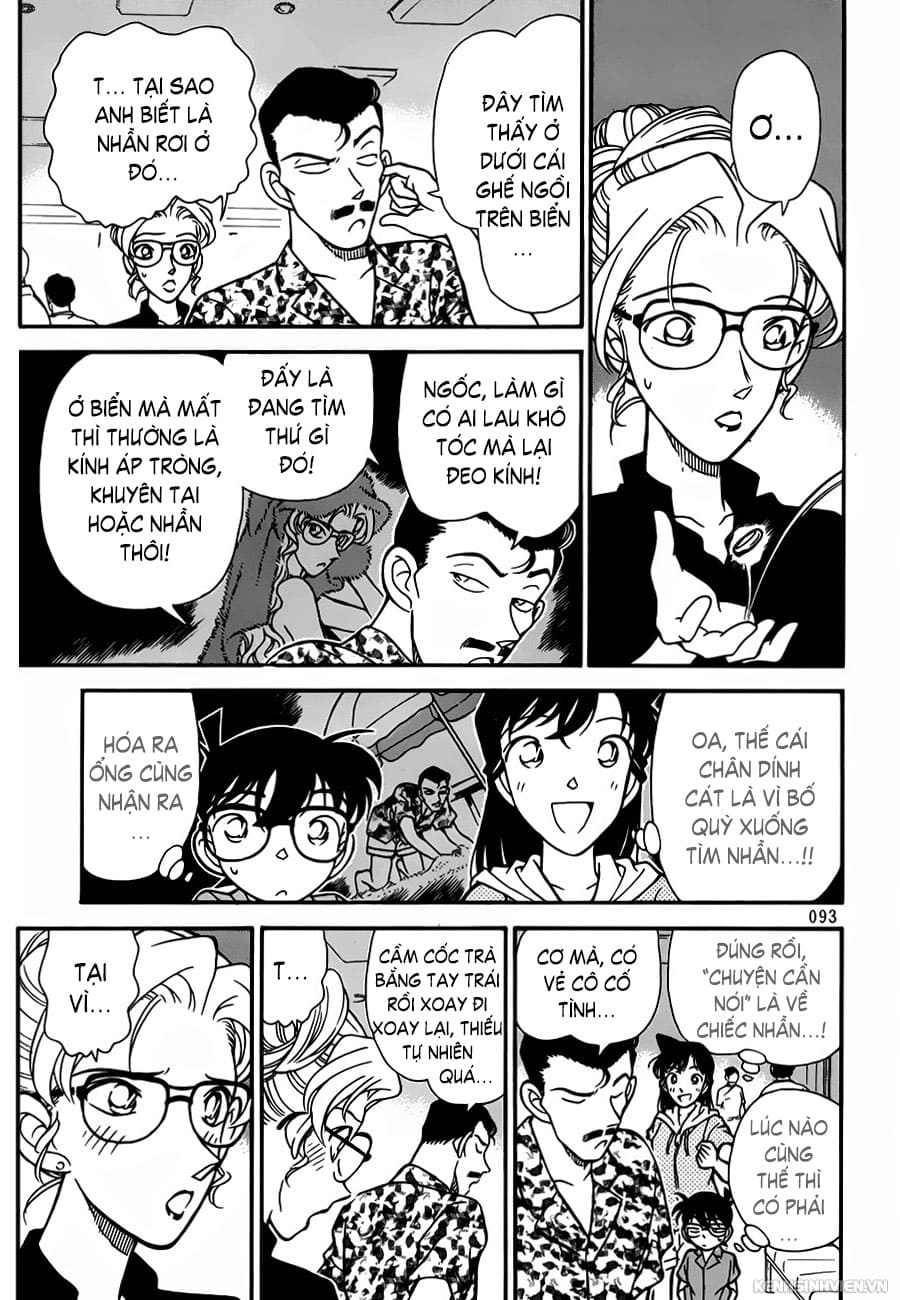 Ơ...
ĐÂY TÌM
THẤY Ở
DƯỚI CÁI
GHẾ NGỒI
TRÊN BIỂN
...
T... TẠI SAO
ANH BIẾT LÀ
NHẪN RƠI Ở
ĐÓ...
NGỐC, LÀM GÌ
CÓ AI LAU KHÔ
TÓC MÀ LẠI
ĐEO KÍNH!
ĐẤY LÀ
ĐANG TÌM
THỨ GÌ
ĐÓ!
Ở BIỂN MÀ MẤT
THÌ THƯỜNG LÀ
KÍNH ÁP TRÒNG,
KHUYÊN TAI
HOẶC NHẪN
THÔI!
OA, THẾ CÁI
CHÂN DÍNH
CÁT LÀ VÌ BỐ
QUỲ XUỐNG
TÌM NHẪN...!!
HÓA RA
ỔNG CŨNG
NHẬN RA
...
093
ĐÚNG RỒI,
"CHUYỆN CẦN
NÓI" LÀ VỀ
CHIẾC NHẪN...!
LÚC NÀO
CŨNG
THẾ THÌ
CÓ PHẢI
...
CƠ MÀ, CÓ
VẺ CÔ CỐ
TÌNH...
CẦM CỐC TRÀ
BẰNG TAY TRÁI
RỒI XOAY ĐI
XOAY LẠI, THIẾU
TỰ NHIÊN
QUÁ...
T...
TẠI
VÌ...
KENHSINHVIEN.VN